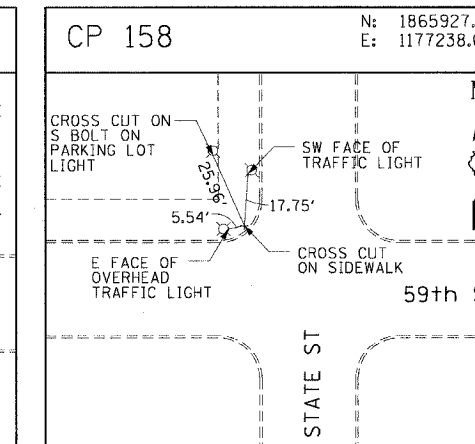 CP 158
N: 1865927.
E: 1177238.
CROSS CUT ON
S BOLT ON
PARKING LOT
LIGHT
SW FACE OF
TRAFFIC LIGHT
25.96'
17.75'
5.54'
E FACE OF
OVERHEAD
TRAFFIC LIGHT
CROSS CUT
ON SIDEWALK
59th
STATE ST